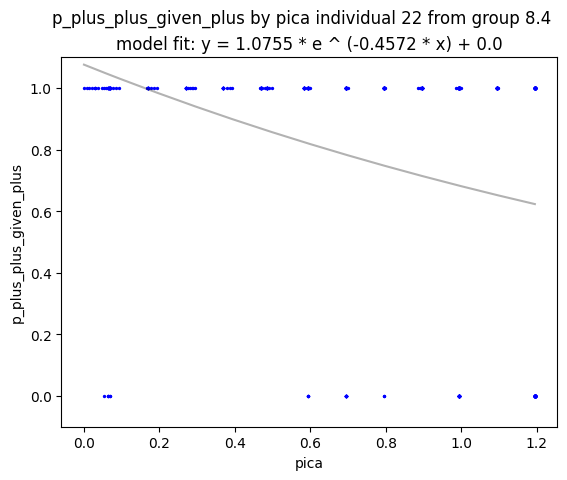 p_plus_plus_given_plus by pica individual 22 from group 8.4
model fit: y = 1.0755 * e ^ (-0.4572 * x) + 0.0
p_plus_plus_given_plus
1.0
0.8
0.6
0.4
0.2
0.0
0.0 0.2 0.4 0.6 0.8 1.0 1.2
pica